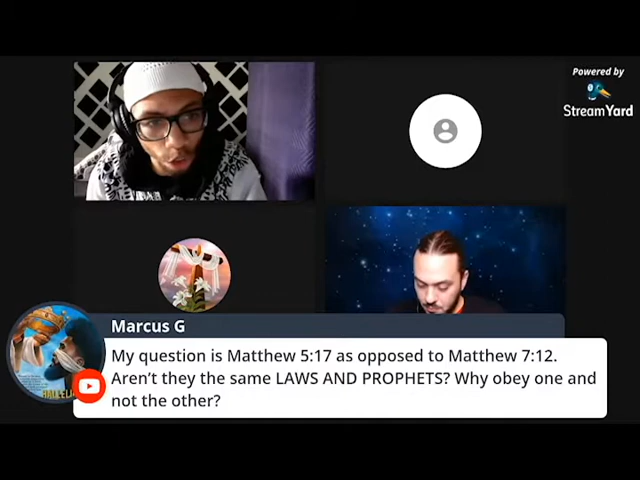 Powered by
StreamYard
Marcus G
My question is Matthew 5:17 as opposed to Matthew 7:12.
Aren't they the same LAWS AND PROPHETS? Why obey one and
not the other?